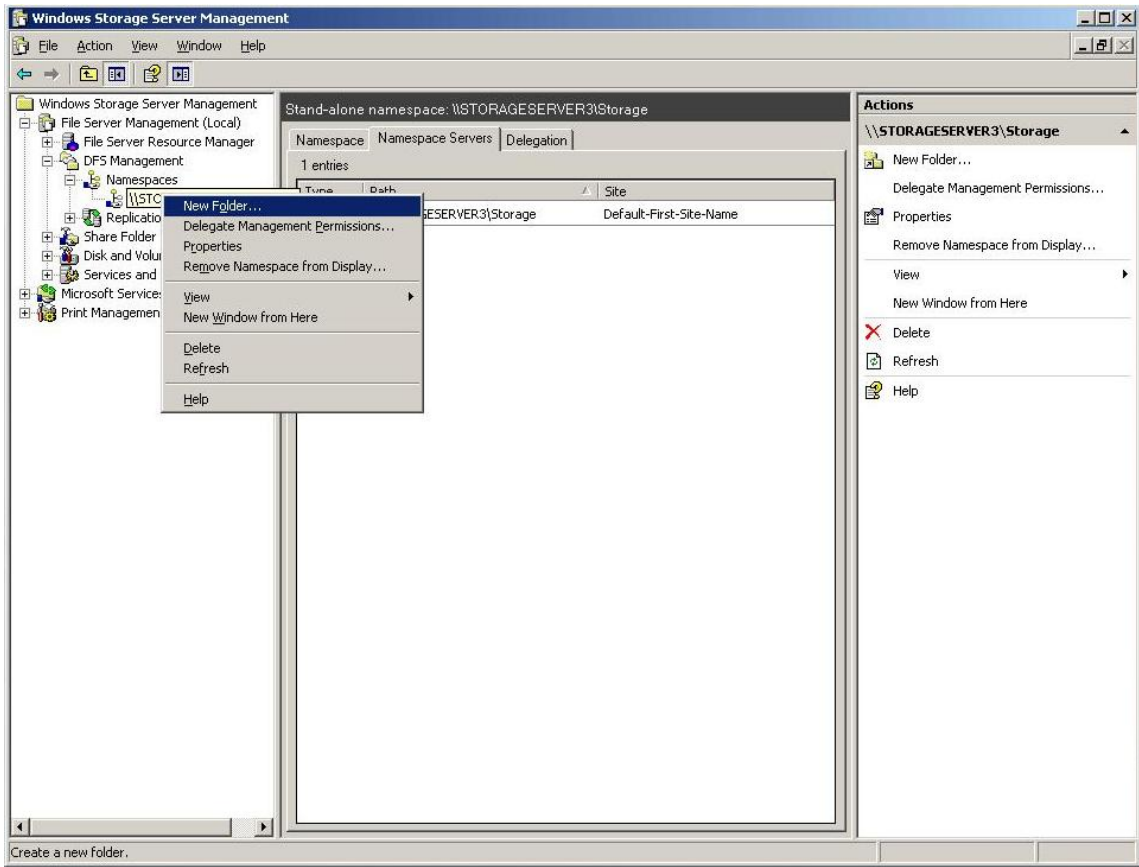 Windows Storage Server Management
File Action View Window Help
Windows Storage Server Management
File Server Management (Local)
File Server Resource Manager
DFS Management
Namespaces
\\STO
Replicatio
Share Folder
Disk and Volu
Services and
Microsoft Service
Print Managemen
New Folder...
Delegate Management Permissions...
Properties
Remove Namespace from Display...
View
New Window from Here
Delete
Refresh
Help
Stand-alone namespace: \\STORAGESERVER3\Storage
Namespace Namespace Servers Delegation
1 entries
Type Path Site
GESERVER3\Storage Default-First-Site-Name
Actions
\\STORAGESERVER3\Storage
New Folder...
Delegate Management Permissions...
Properties
Remove Namespace from Display...
View
New Window from Here
Delete
Refresh
Help
Create a new folder.